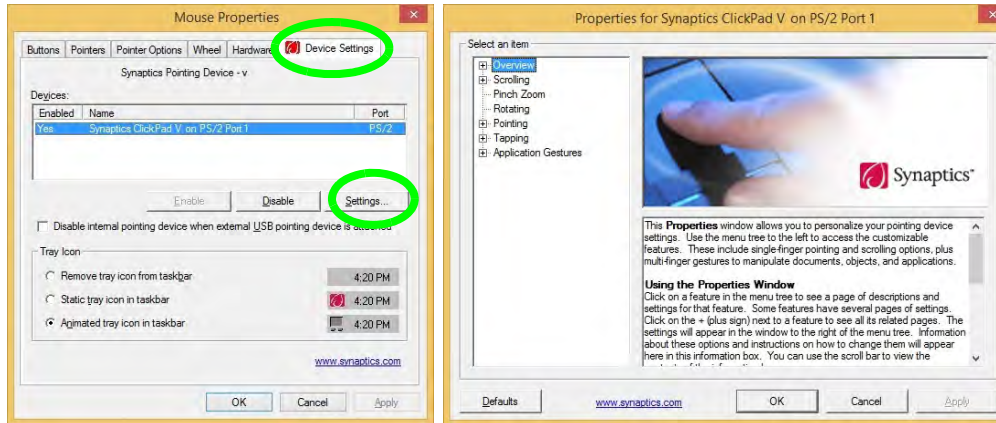 Mouse Properties
Buttons Pointers Pointer Options Wheel Hardware Device Settings
Synaptics Pointing Device - v
Devices:
Enabled Name Port
Yes Synaptics ClickPad V on PS/2 Port 1 PS/2
Enable Disable Settings...
Disable internal pointing device when external USB pointing device is attached
Tray Icon
Remove tray icon from taskbar 4:20 PM
Static tray icon in taskbar 4:20 PM
Animated tray icon in taskbar 4:20 PM
www.synaptics.com
OK Cancel Apply
Properties for Synaptics ClickPad V on PS/2 Port 1
Select an item
Overview
Scrolling
Pinch Zoom
Rotating
Pointing
Tapping
Application Gestures
Synaptics
This Properties window allows you to personalize your pointing device
settings. Use the menu tree to the left to access the customizable
features. These include single-finger pointing and scrolling options, plus
multi-finger gestures to manipulate documents, objects, and applications.
Using the Properties Window
Click on a feature in the menu tree to see a page of descriptions and
settings for that feature. Some features have several pages of settings.
Click on the + (plus sign) next to a feature to see all its related pages. The
settings will appear in the window to the right of the menu tree. Information
about these options and instructions on how to change them will appear
here in this information box. You can use the scroll bar to view the
Defaults www.synaptics.com OK Cancel Apply